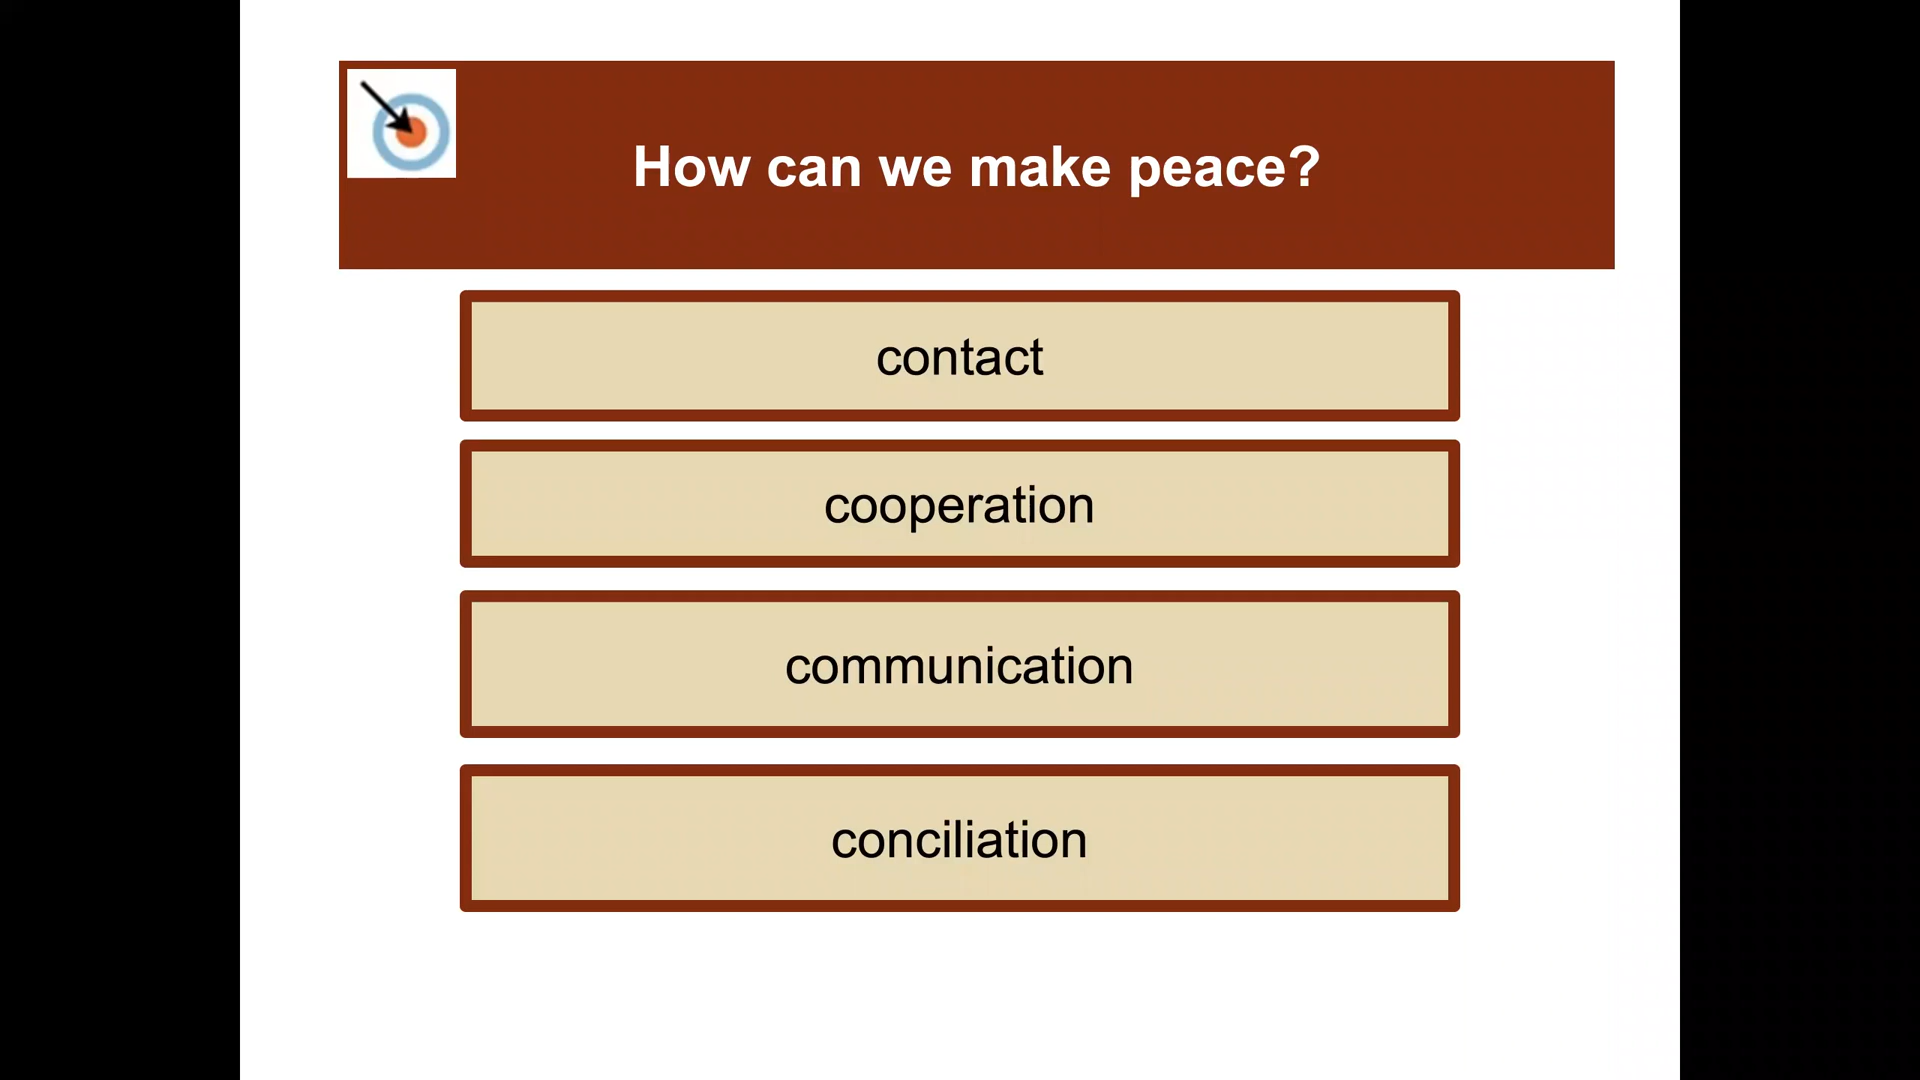 How can we make peace?
contact
cooperation
communication
conciliation